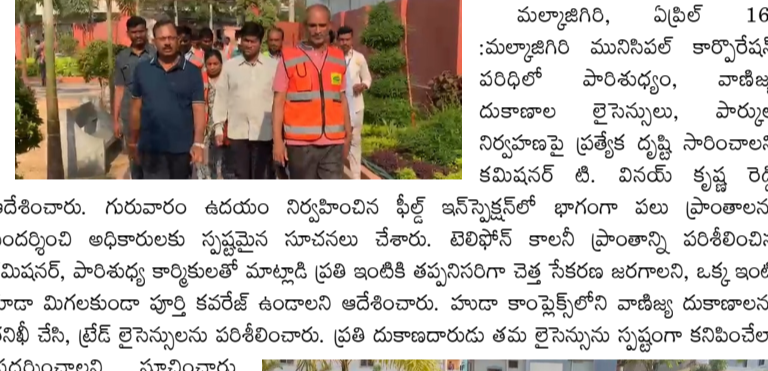 మల్కాజిగిరి, ఏప్రిల్ 16
:మల్కాజిగిరి మునిసిపల్ కార్పొరేషన్
పరిధిలో పారిశుధ్యం, వాణిజ్య
దుకాణాల లైసెన్సులు, పార్కుల
నిర్వహణపై ప్రత్యేక దృష్టి సారించాలని
కమిషనర్ టి. వినయ్ కృష్ణ రెడ్డి
ఆదేశించారు. గురువారం ఉదయం నిర్వహించిన ఫీల్డ్ ఇన్‌స్పెక్షన్‌లో భాగంగా పలు ప్రాంతాలను
సందర్శించి అధికారులకు స్పష్టమైన సూచనలు చేశారు. టెలిఫోన్ కాలనీ ప్రాంతాన్ని పరిశీలించిన
కమిషనర్, పారిశుధ్య కార్మికులతో మాట్లాడి ప్రతి ఇంటికి తప్పనిసరిగా చెత్త సేకరణ జరగాలని, ఒక్క ఇంటి
కూడా మిగలకుండా పూర్తి కవరేజ్ ఉండాలని ఆదేశించారు. హుడా కాంప్లెక్స్‌లోని వాణిజ్య దుకాణాలను
తనిఖీ చేసి, ట్రేడ్ లైసెన్సులను పరిశీలించారు. ప్రతి దుకాణదారుడు తమ లైసెన్సును స్పష్టంగా కనిపించేలా
ప్రదర్శించాలని సూచించారు.